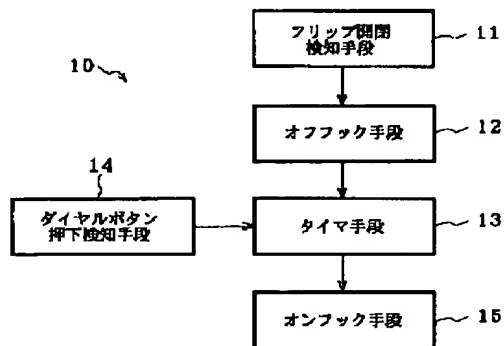 フリップ開閉
検知手段
11
10
オフフック手段
12
14
ダイヤルボタン
押下検知手段
タイマ手段
13
オンフック手段
15